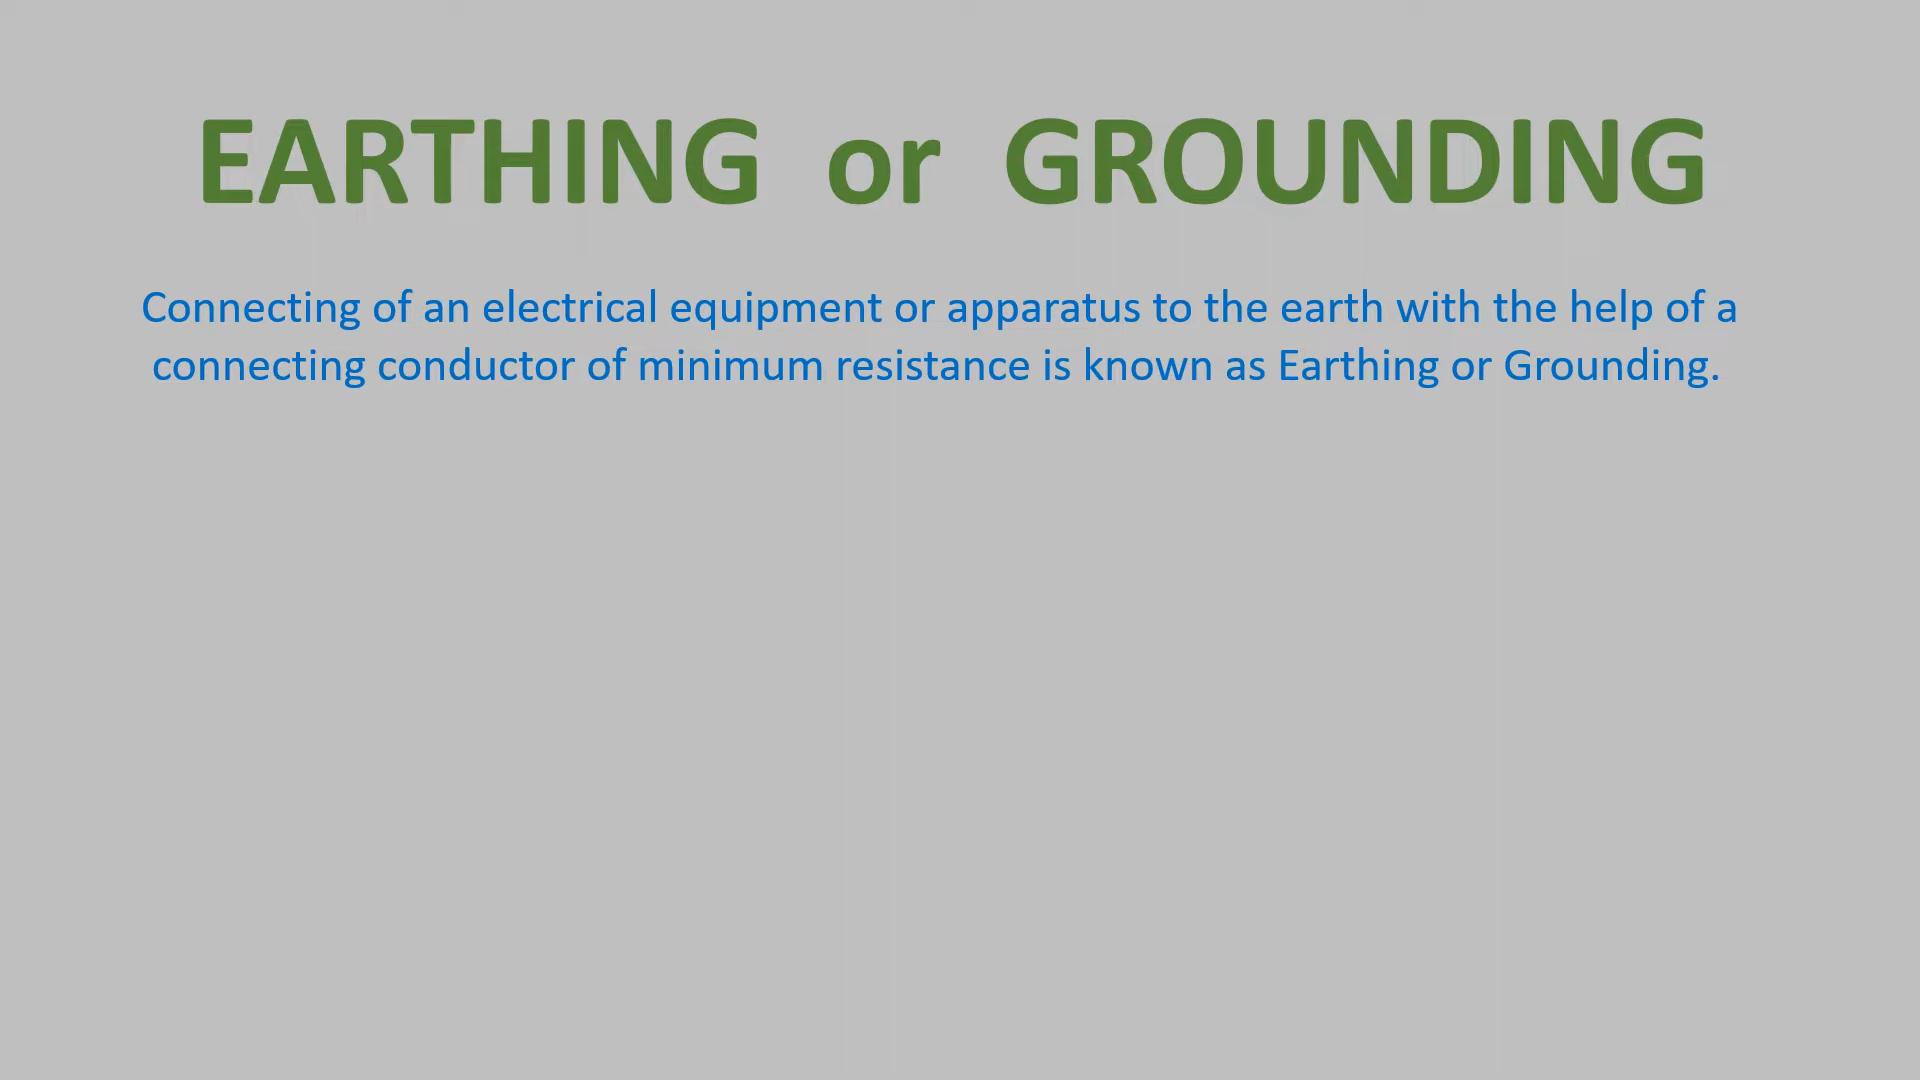 EARTHING or GROUNDING
Connecting of an electrical equipment or apparatus to the earth with the help of a
connecting conductor of minimum resistance is known as Earthing or Grounding.